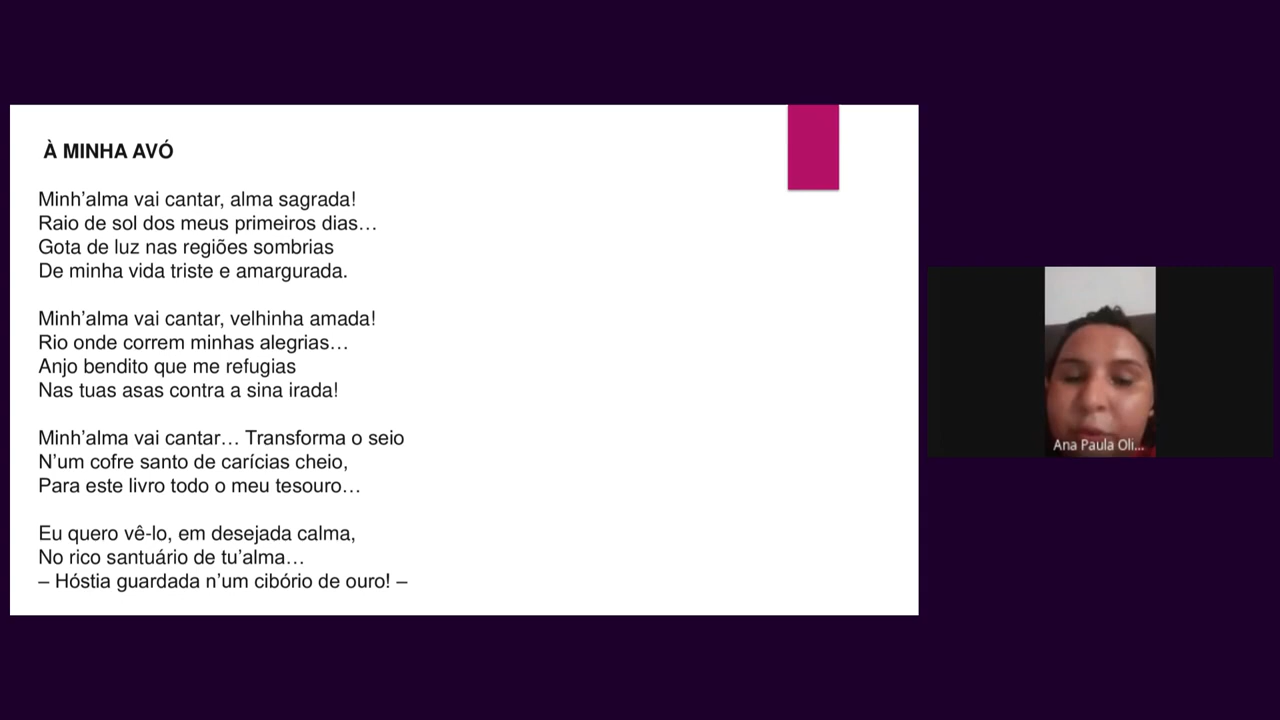 À MINHA AVÓ
Minh’alma vai cantar, alma sagrada!
Raio de sol dos meus primeiros dias…
Gota de luz nas regiões sombrias
De minha vida triste e amargurada.
Minh’alma vai cantar, velhinha amada!
Rio onde correm minhas alegrias…
Anjo bendito que me refugias
Nas tuas asas contra a sina irada!
Minh’alma vai cantar… Transforma o seio
N’um cofre santo de carícias cheio,
Para este livro todo o meu tesouro…
Eu quero vê-lo, em desejada calma,
No rico santuário de tu’alma…
– Hóstia guardada n’um cibório de ouro! –
Ana Paula Oli...